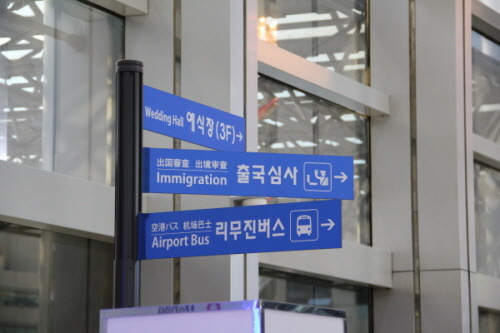 Wedding Hall 예식장(3F)→
出国審査 出境审查
Immigration 출국심사 →
空港バス 机场巴士
Airport Bus 리무진버스 →